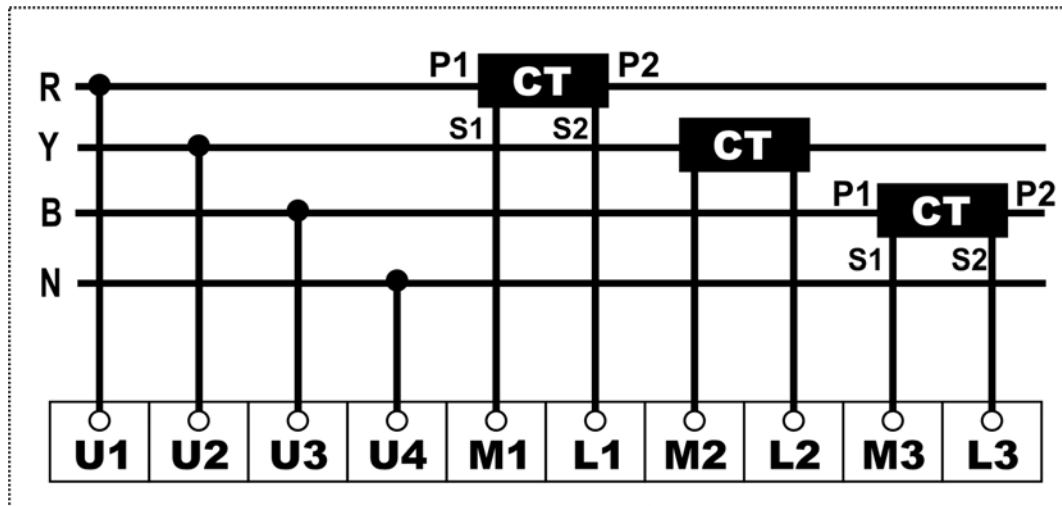 P1 CT P2
R
S1 S2
Y CT
P1 CT P2
B
S1 S2
N
U1 U2 U3 U4 M1 L1 M2 L2 M3 L3